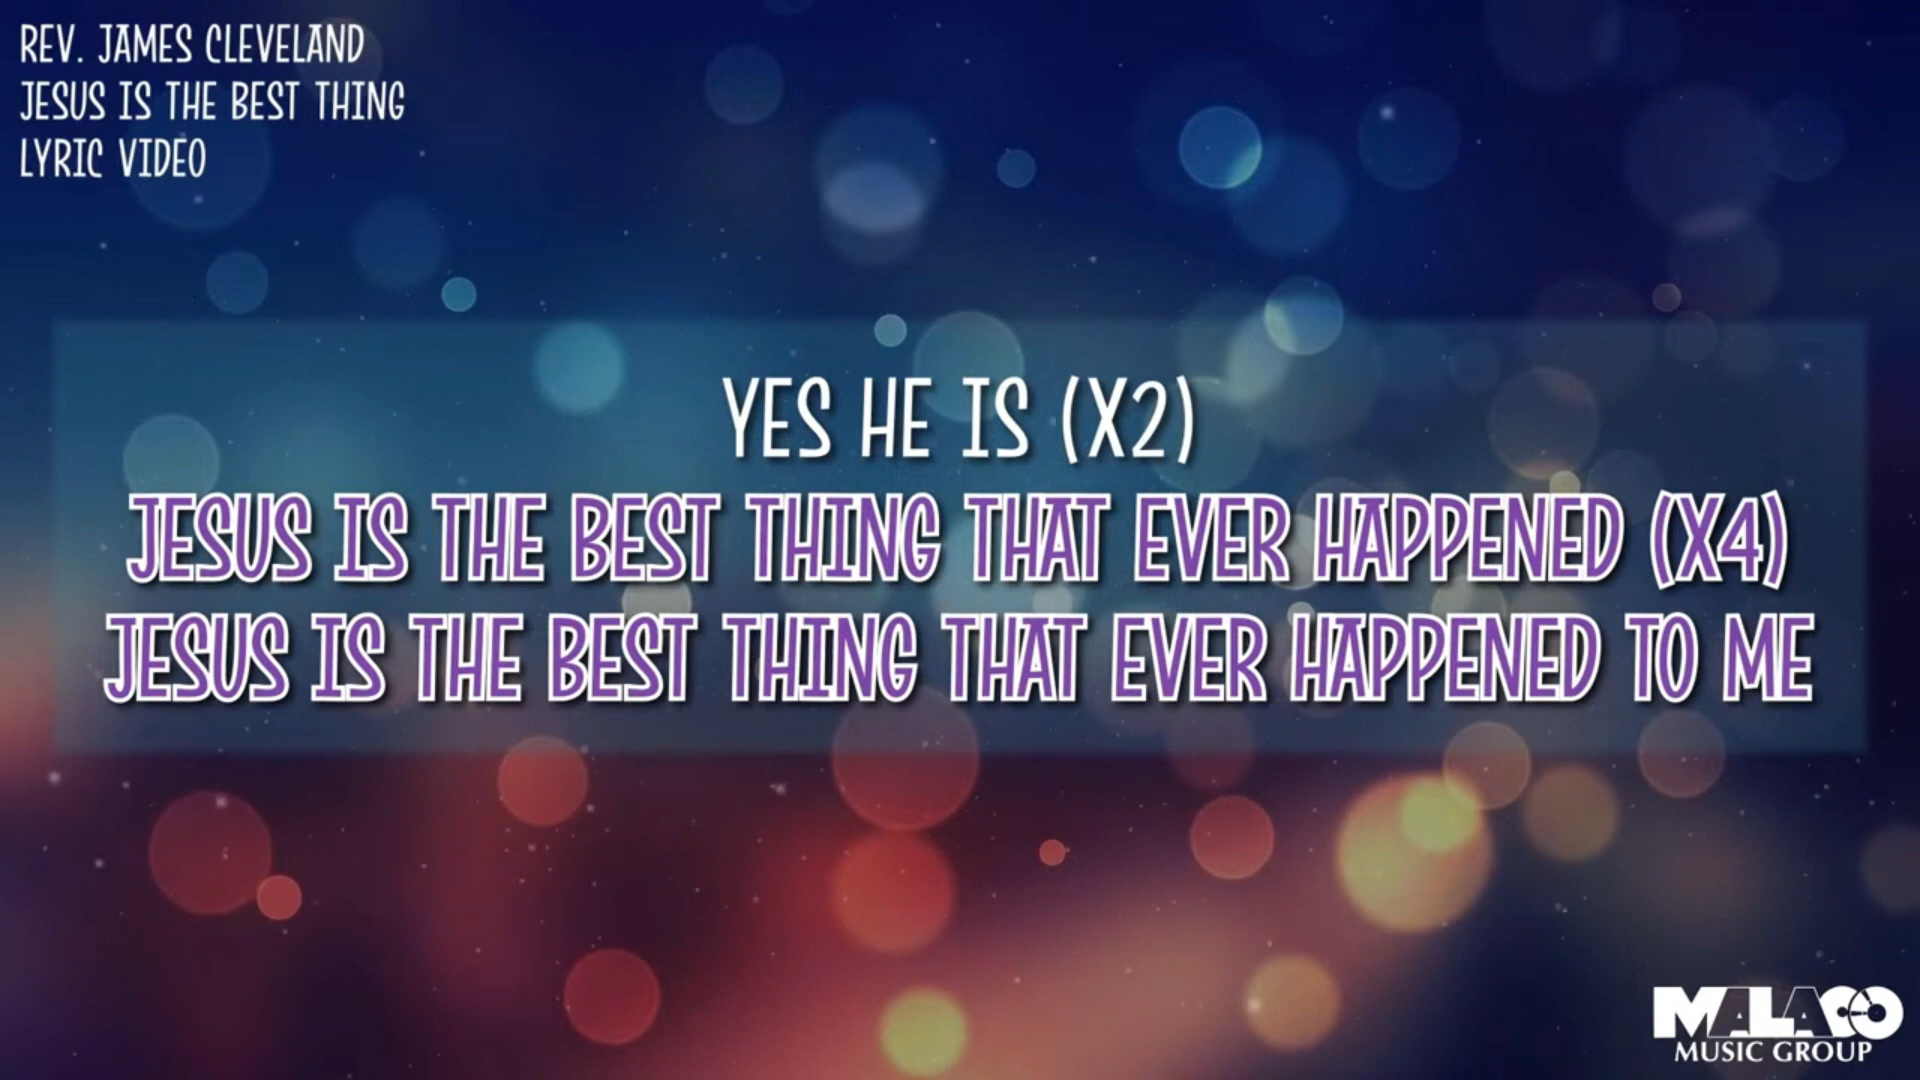 REV. JAMES CLEVELAND
JESUS IS THE BEST THING
LYRIC VIDEO
YES HE IS (X2)
JESUS IS THE BEST THING THAT EVER HAPPENED (X4)
JESUS IS THE BEST THING THAT EVER HAPPENED TO ME
MALACO
MUSIC GROUP